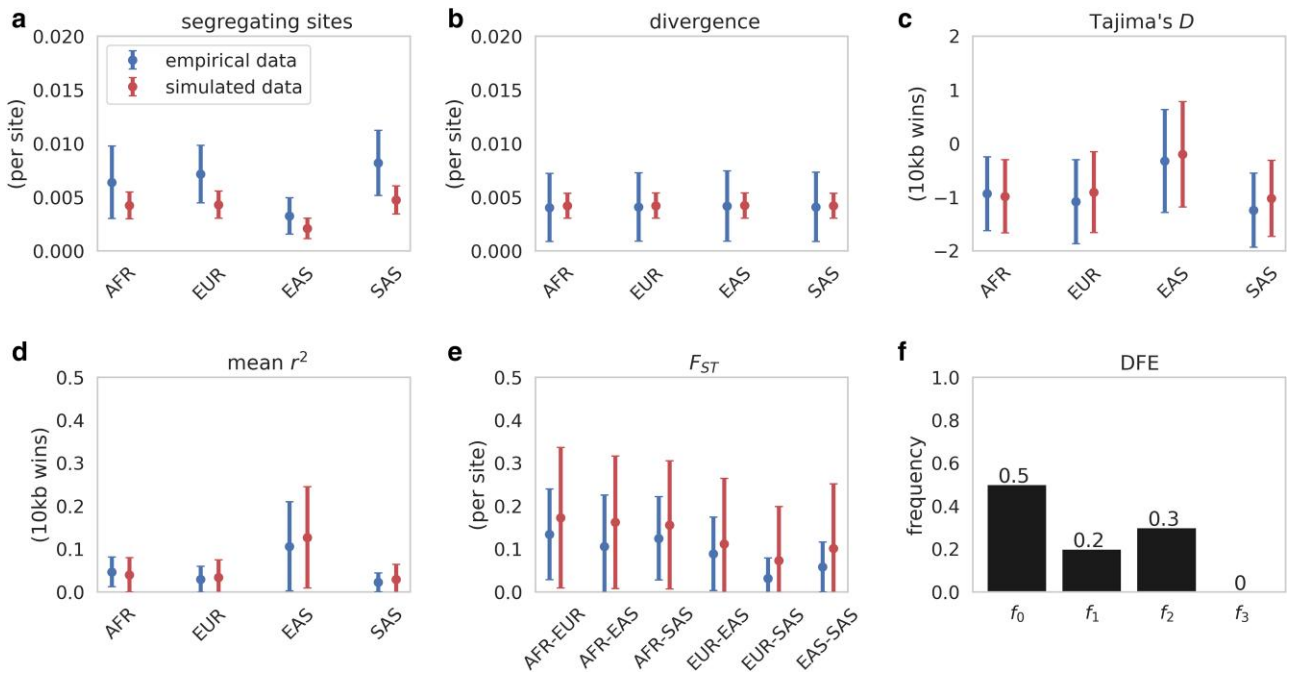 a segregating sites
0.020
0.015
0.010
0.005
0.000
(per site)
empirical data
simulated data
AFR
EUR
EAS
SAS
b divergence
0.020
0.015
0.010
0.005
0.000
(per site)
AFR
EUR
EAS
SAS
c Tajima's D
2
1
0
−1
−2
(10kb wins)
AFR
EUR
EAS
SAS
d mean r²
0.5
0.4
0.3
0.2
0.1
0.0
(10kb wins)
AFR
EUR
EAS
SAS
e F_ST
0.5
0.4
0.3
0.2
0.1
0.0
(per site)
AFR-EUR
AFR-EAS
AFR-SAS
EUR-EAS
EUR-SAS
EAS-SAS
f DFE
1.0
0.8
0.6
0.4
0.2
0.0
frequency
0.5
0.2
0.3
0
f₀
f₁
f₂
f₃